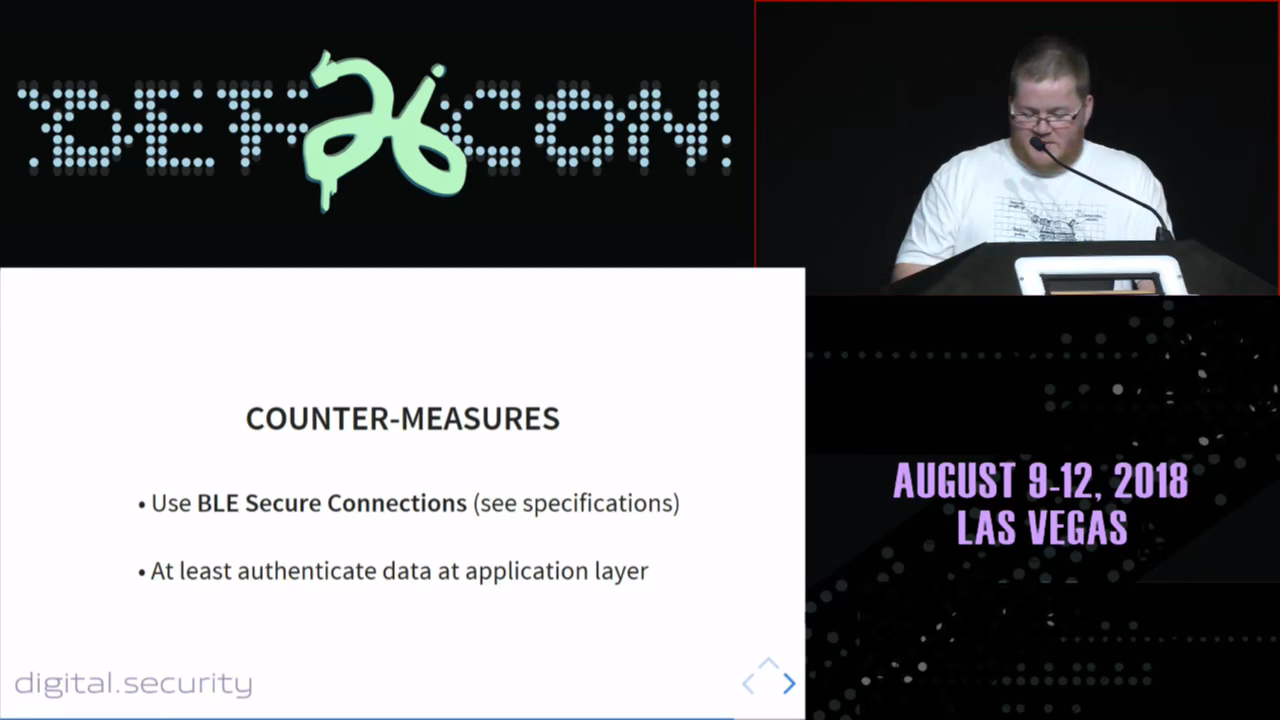 DEF 26 CON
COUNTER-MEASURES
• Use BLE Secure Connections (see specifications)
• At least authenticate data at application layer
digital.security
AUGUST 9-12, 2018
LAS VEGAS